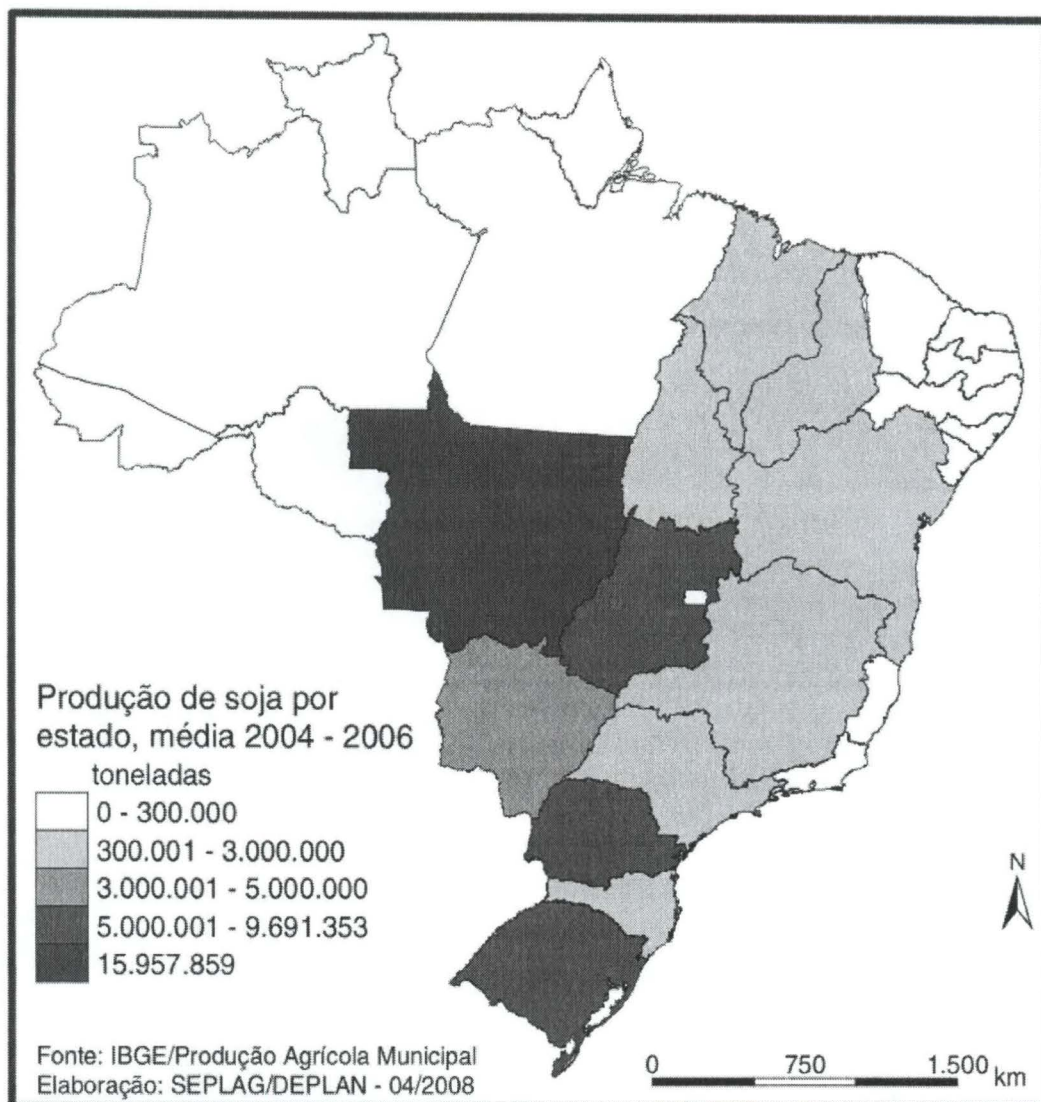 Produção de soja por
estado, média 2004 - 2006
toneladas
0 - 300.000
300.001 - 3.000.000
3.000.001 - 5.000.000
5.000.001 - 9.691.353
15.957.859
Fonte: IBGE/Produção Agrícola Municipal
Elaboração: SEPLAG/DEPLAN - 04/2008
N
0 750 1.500 km